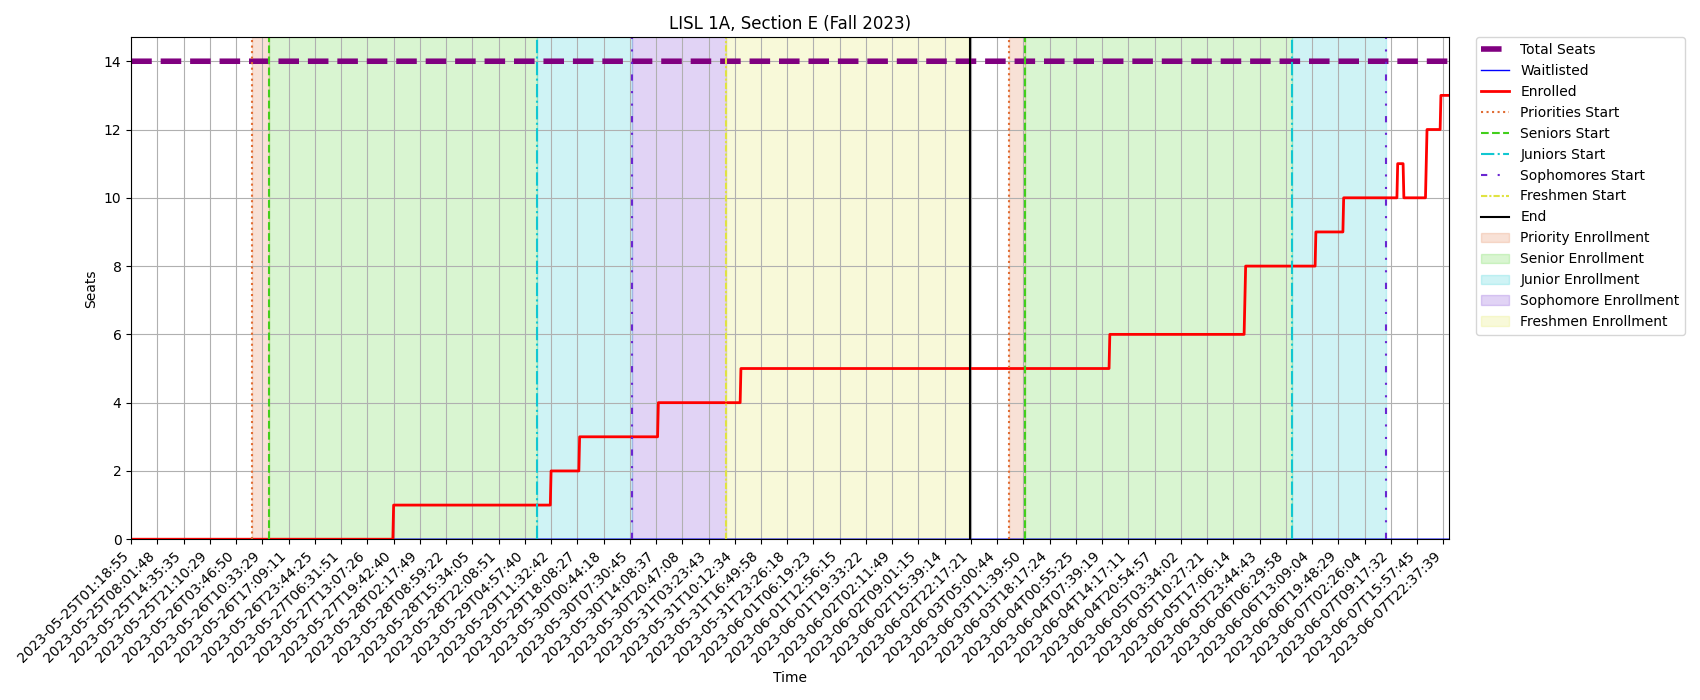 LISL 1A, Section E (Fall 2023)
Seats
14
12
10
8
6
4
2
0
2023-05-25T01:18:55
2023-05-25T08:01:48
2023-05-25T14:35:35
2023-05-25T21:10:29
2023-05-26T03:46:50
2023-05-26T10:33:29
2023-05-26T17:09:11
2023-05-26T23:44:25
2023-05-27T06:31:51
2023-05-27T13:07:26
2023-05-27T19:42:40
2023-05-28T02:17:49
2023-05-28T08:59:22
2023-05-28T15:34:05
2023-05-28T22:08:51
2023-05-29T04:57:40
2023-05-29T11:32:42
2023-05-29T18:08:27
2023-05-30T00:44:18
2023-05-30T07:30:45
2023-05-30T14:08:37
2023-05-30T20:47:08
2023-05-31T03:23:43
2023-05-31T10:12:34
2023-05-31T16:49:58
2023-05-31T23:26:18
2023-06-01T06:19:23
2023-06-01T12:56:15
2023-06-01T19:33:22
2023-06-02T02:11:49
2023-06-02T09:01:15
2023-06-02T15:39:14
2023-06-02T22:17:21
2023-06-03T05:00:44
2023-06-03T11:39:50
2023-06-03T18:17:24
2023-06-04T00:55:25
2023-06-04T07:39:19
2023-06-04T14:17:11
2023-06-04T20:54:57
2023-06-05T03:34:02
2023-06-05T10:27:21
2023-06-05T17:06:14
2023-06-05T23:44:43
2023-06-06T06:29:58
2023-06-06T13:09:04
2023-06-06T19:48:29
2023-06-07T02:26:04
2023-06-07T09:17:32
2023-06-07T15:57:45
2023-06-07T22:37:39
Time
Total Seats
Waitlisted
Enrolled
Priorities Start
Seniors Start
Juniors Start
Sophomores Start
Freshmen Start
End
Priority Enrollment
Senior Enrollment
Junior Enrollment
Sophomore Enrollment
Freshmen Enrollment